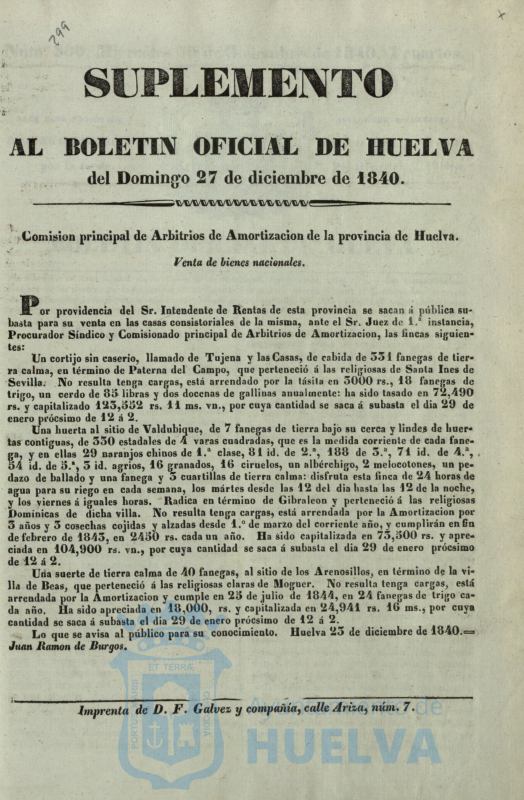 299
SUPLEMENTO
AL BOLETIN OFICIAL DE HUELVA
del Domingo 27 de diciembre de 1840.
Comision principal de Arbitrios de Amortizacion de la provincia de Huelva.
Venta de bienes nacionales.
Por providencia del Sr. Intendente de Rentas de esta provincia se sacan á pública su-
basta para su venta en las casas consistoriales de la misma, ante el Sr. Juez de 1.ª instancia,
Procurador Síndico y Comisionado principal de Arbitrios de Amortizacion, las fincas siguien-
tes:
Un cortijo sin caserio, llamado de Tujena y las Casas, de cabida de 331 fanegas de tier-
ra calma, en término de Paterna del Campo, que perteneció á las religiosas de Santa Ines de
Sevilla. No resulta tenga cargas, está arrendado por la tásita en 3000 rs., 18 fanegas de
trigo, un cerdo de 85 libras y dos docenas de gallinas anualmente: ha sido tasado en 72,490
rs. y capitalizado 123,532 rs. 11 ms. vn., por cuya cantidad se saca á subasta el dia 29 de
enero prócsimo de 12 á 2.
Una huerta al sitio de Valdubique, de 7 fanegas de tierra bajo su cerca y lindes de huer-
tas contiguas, de 330 estadales de 4 varas cuadradas, que es la medida corriente de cada fane-
ga, y en ellas 29 naranjos chinos de 1.ª clase, 81 id. de 2.ª, 188 de 3.ª, 71 id. de 4.ª,
54 id. de 5.ª, 3 id. agrios, 16 granados, 16 ciruelos, un albérchigo, 2 melocotones, un pe-
dazo de ballado y una fanega y 3 cuartillas de tierra calma: disfruta esta finca de 24 horas de
agua para su riego en cada semana, los mártes desde las 12 del dia hasta las 12 de la noche,
y los viernes á iguales horas. Radica en término de Gibraleon y perteneció á las religiosas
Dominicas de dicha villa. No resulta tenga cargas, está arrendada por la Amortizacion por
3 años y 3 cosechas cojidas y alzadas desde 1.º de marzo del corriente año, y cumplirán en fin
de febrero de 1843, en 2450 rs. cada un año. Ha sido capitalizada en 73,500 rs. y apre-
ciada en 104,900 rs. vn., por cuya cantidad se saca á subasta el dia 29 de enero prócsimo
de 12 á 2.
Una suerte de tierra calma de 40 fanegas, al sitio de los Arenosillos, en término de la vi-
lla de Beas, que perteneció á las religiosas claras de Moguer. No resulta tenga cargas, está
arrendada por la Amortizacion y cumple en 25 de julio de 1844, en 24 fanegas de trigo ca-
da año. Ha sido apreciada en 18,000, rs. y capitalizada en 24,941 rs. 16 ms., por cuya
cantidad se saca á subasta el dia 29 de enero prócsimo de 12 á 2.
Lo que se avisa al público para su conocimiento. Huelva 23 de diciembre de 1840.=
Juan Ramon de Burgos.
Imprenta de D. F. Galvez y compañía, calle Ariza, núm. 7.
de
HUELVA
ET TERRÆ